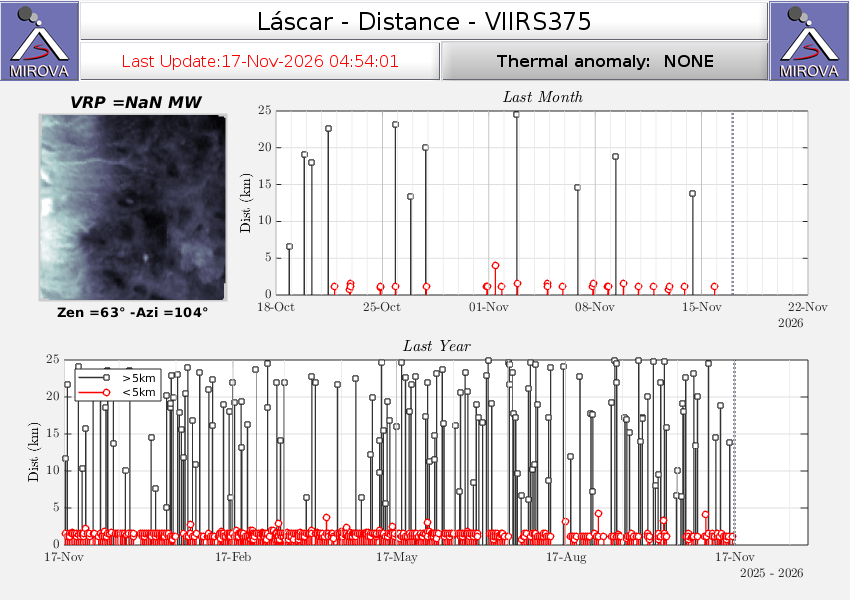 MIROVA
Láscar - Distance - VIIRS375
MIROVA
Last Update:17-Nov-2026 04:54:01
Thermal anomaly: NONE
VRP =NaN MW
Zen =63° -Azi =104°
Last Month
Dist (km)
25
20
15
10
5
0
18-Oct
25-Oct
01-Nov
08-Nov
15-Nov
22-Nov
2026
Last Year
Dist (km)
25
20
15
10
5
0
>5km
<5km
17-Nov
17-Feb
17-May
17-Aug
17-Nov
2025 - 2026